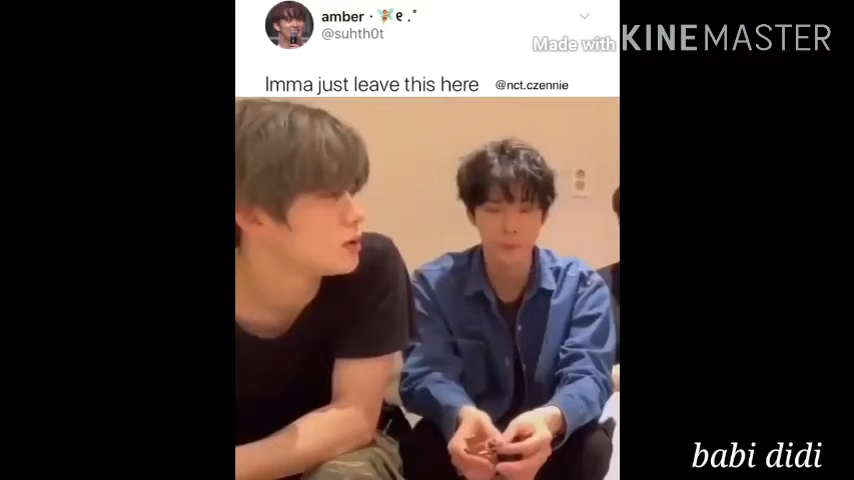 amber · 🧚‍♀️е .˚
@suhth0t
Made with KINEMASTER
Imma just leave this here @nct.czennie
babi didi